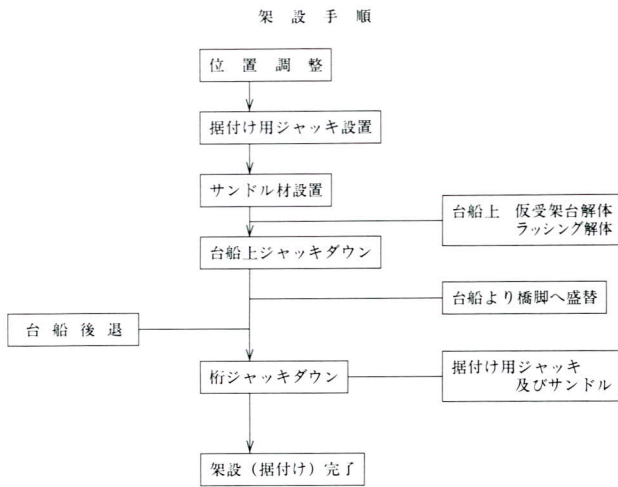 架設手順
位置調整
据付け用ジャッキ設置
サンドル材設置
台船上 仮受架台解体
ラッシング解体
台船上ジャッキダウン
台船より橋脚へ盛替
台船後退
桁ジャッキダウン
据付け用ジャッキ
及びサンドル
架設(据付け)完了